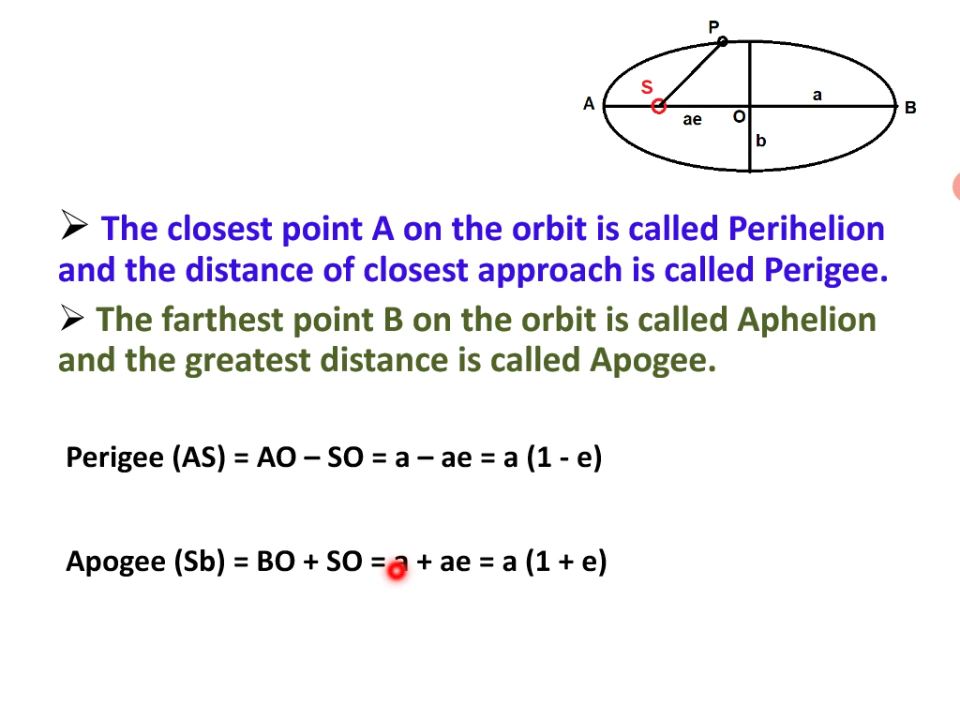 P
S
A
a
B
ae
O
b
➢ The closest point A on the orbit is called Perihelion
and the distance of closest approach is called Perigee.
➢ The farthest point B on the orbit is called Aphelion
and the greatest distance is called Apogee.
Perigee (AS) = AO – SO = a – ae = a (1 - e)
Apogee (Sb) = BO + SO = a + ae = a (1 + e)